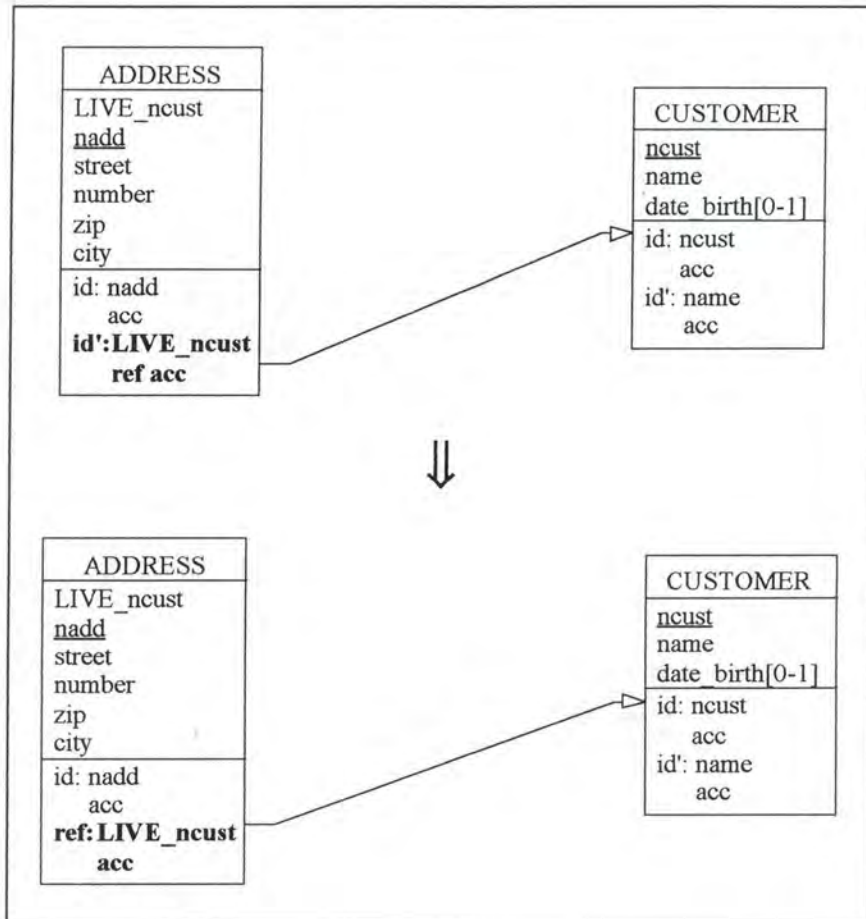 ADDRESS
LIVE_ncust
nadd
street
number
zip
city
id: nadd
acc
id':LIVE_ncust
ref acc
CUSTOMER
ncust
name
date_birth[0-1]
id: ncust
acc
id': name
acc
⇓
ADDRESS
LIVE_ncust
nadd
street
number
zip
city
id: nadd
acc
ref:LIVE_ncust
acc
CUSTOMER
ncust
name
date_birth[0-1]
id: ncust
acc
id': name
acc